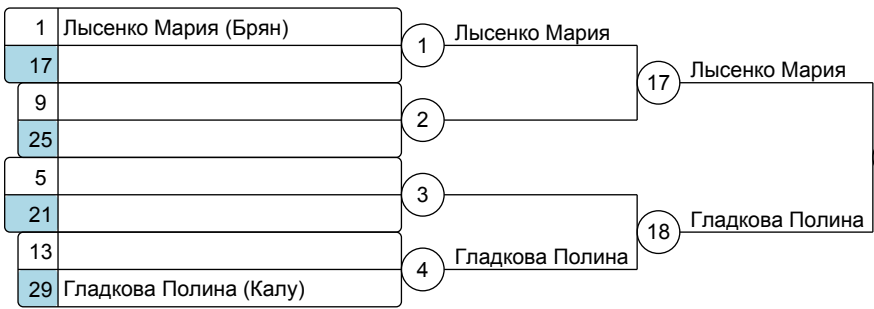 1 Лысенко Мария (Брян)
17
9
25
5
21
13
29 Гладкова Полина (Калу)
1 Лысенко Мария
2
3
4 Гладкова Полина
17 Лысенко Мария
18 Гладкова Полина